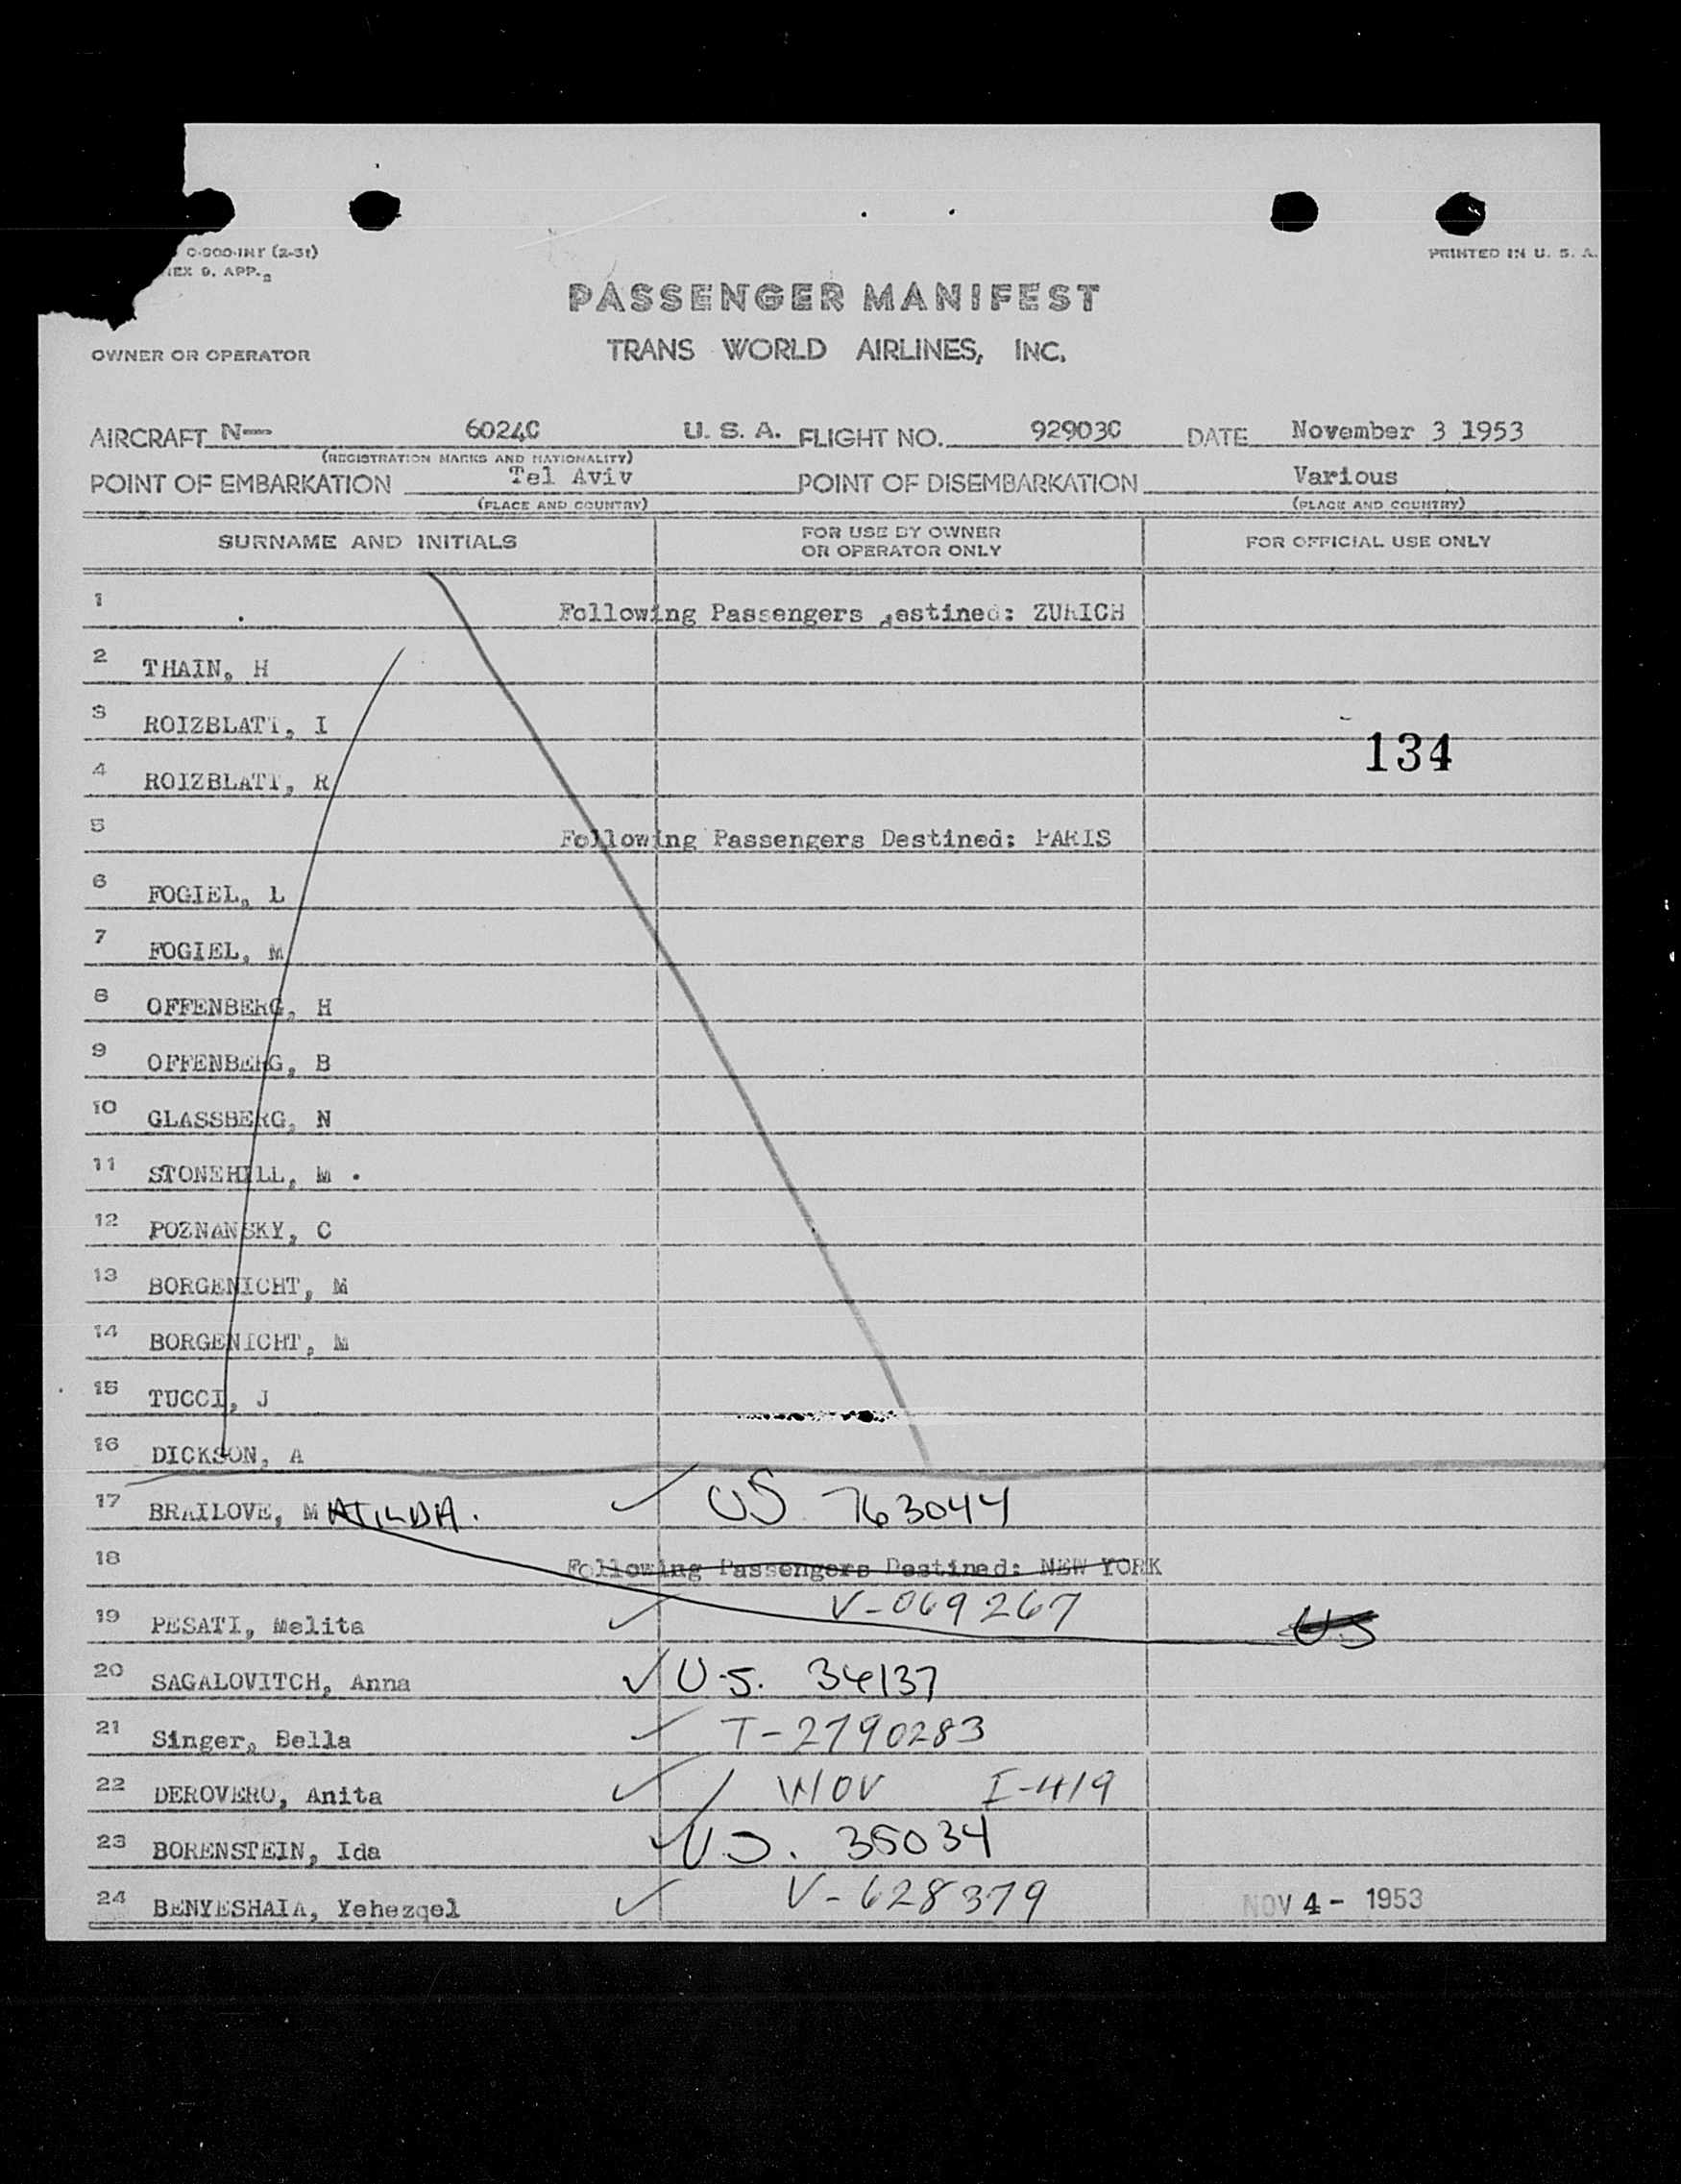 C-900-INT (2-51)
PRINTED IN U. S. A.
9, APP. 2
PASSENGER MANIFEST
OWNER OR OPERATOR
TRANS WORLD AIRLINES, INC.
AIRCRAFT N— 6024C U. S. A. FLIGHT NO. 92903C DATE November 3 1953
(REGISTRATION MARKS AND NATIONALITY)
POINT OF EMBARKATION Tel Aviv POINT OF DISEMBARKATION Various
(PLACE AND COUNTRY) (PLACE AND COUNTRY)
SURNAME AND INITIALS FOR USE BY OWNER OR OPERATOR ONLY FOR OFFICIAL USE ONLY
1 Following Passengers estined: ZURICH
2 THAIN, H
3 ROIZBLATT, I
134
4 ROIZBLATT, R
5 Following Passengers Destined: PARIS
6 FOGIEL, L
7 FOGIEL, M
8 OFFENBERG, H
9 OFFENBERG, B
10 GLASSBERG, N
11 STONEHILL, M .
12 POZNANSKY, C
13 BORGENICHT, M
14 BORGENICHT, M
15 TUCCI, J
16 DICKSON, A
17 BRAILOVE, MATILDA. ✓ US 763044
18 Following Passengers Destined: NEW YORK
19 PESATI, Melita ✓ V-069267 US
20 SAGALOVITCH, Anna ✓ U.S. 34137
21 Singer, Bella ✓ T-2790283
22 DEROVERO, Anita ✓ I-419
23 BORENSTEIN, Ida ✓ U.S. 35034
24 BENYESHAIA, Yehezqel ✓ V-628379 NOV 4 - 1953